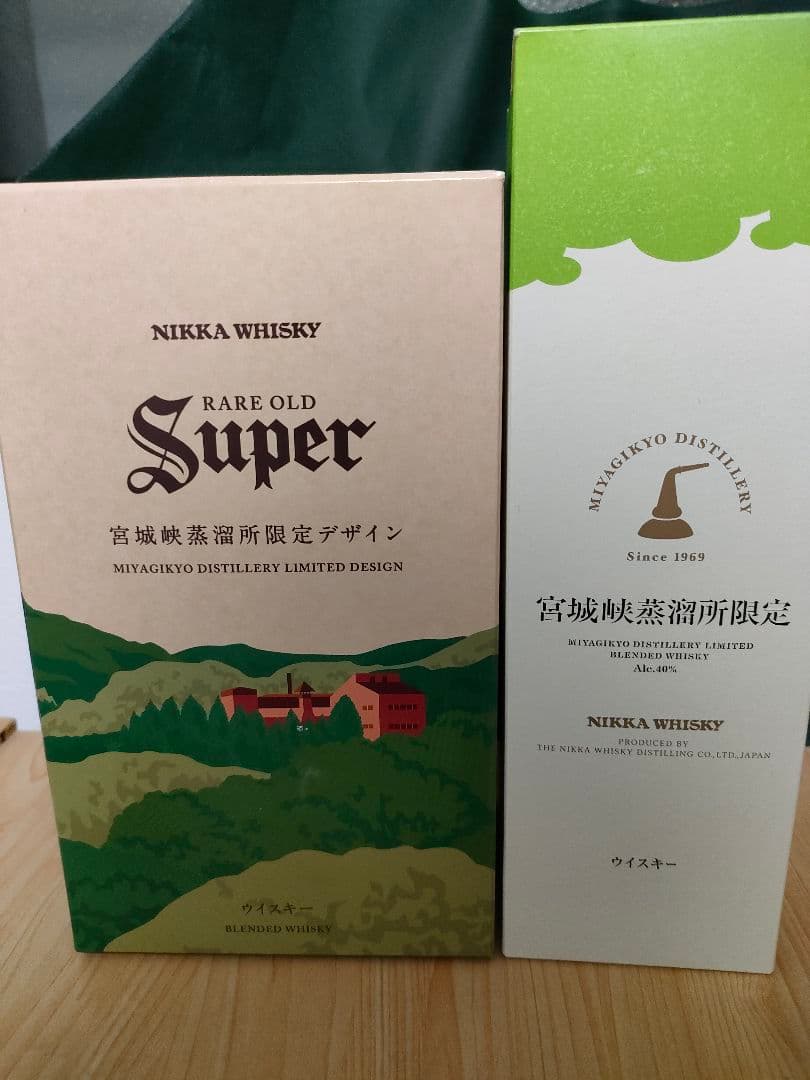 NIKKA WHISKY
RARE OLD
Super
宮城峡蒸溜所限定デザイン
MIYAGIKYO DISTILLERY LIMITED DESIGN
ウイスキー
BLENDED WHISKY
MIYAGIKYO DISTILLERY
Since 1969
宮城峡蒸溜所限定
MIYAGIKYO DISTILLERY LIMITED
BLENDED WHISKY
Alc.40%
NIKKA WHISKY
PRODUCED BY
THE NIKKA WHISKY DISTILLING CO.,LTD.,JAPAN
ウイスキー